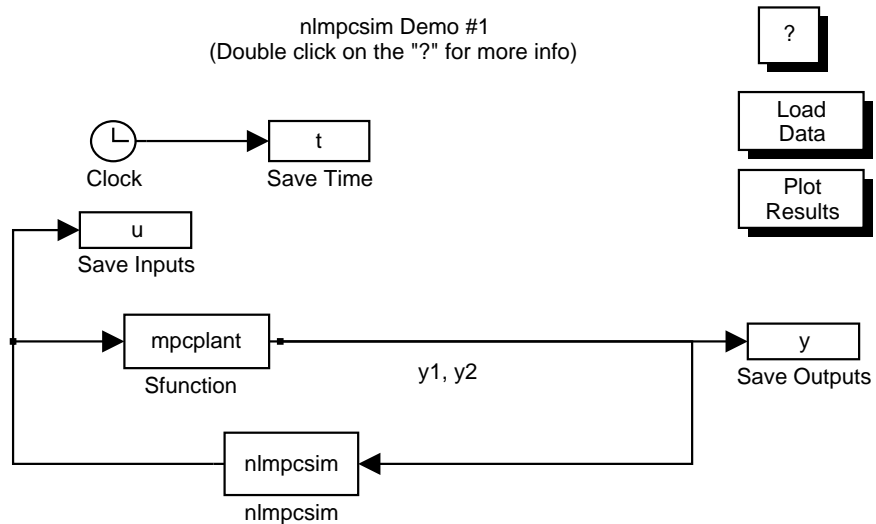 nlmpcsim Demo #1
(Double click on the "?" for more info)
?
Load
Data
t
Clock
Save Time
Plot
Results
u
Save Inputs
mpcplant
y
y1, y2
Sfunction
Save Outputs
nlmpcsim
nlmpcsim